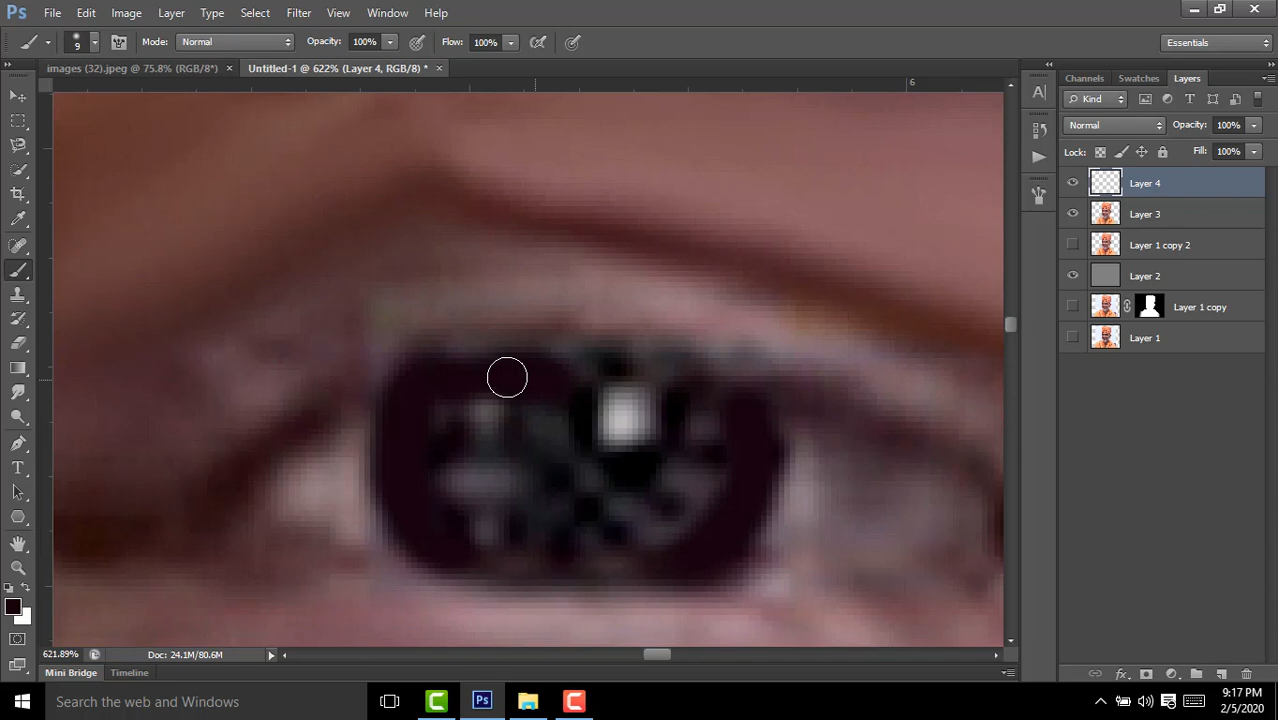 Ps File Edit Image Layer Type Select Filter View Window Help
9 Mode: Normal Opacity: 100% Flow: 100% Essentials
images (32).jpeg @ 75.8% (RGB/8*) × Untitled-1 @ 622% (Layer 4, RGB/8) * ×
Channels Swatches Layers
6
Kind
Normal Opacity: 100%
Lock: Fill: 100%
Layer 4
Layer 3
Layer 1 copy 2
Layer 2
Layer 1 copy
Layer 1
621.89% Doc: 24.1M/80.6M
Mini Bridge Timeline
Search the web and Windows
Ps
9:17 PM
2/5/2020